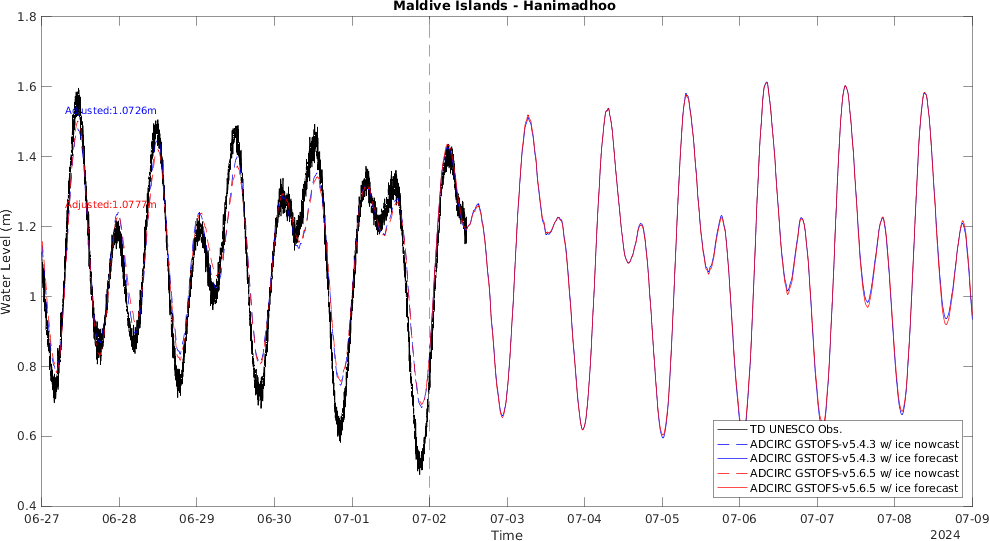 Maldive Islands - Hanimadhoo
1.8
1.6
1.4
1.2
1
0.8
0.6
0.4
Water Level (m)
Adjusted:1.0726m
Adjusted:1.0777m
TD UNESCO Obs.
ADCIRC GSTOFS-v5.4.3 w/ ice nowcast
ADCIRC GSTOFS-v5.4.3 w/ ice forecast
ADCIRC GSTOFS-v5.6.5 w/ ice nowcast
ADCIRC GSTOFS-v5.6.5 w/ ice forecast
06-27 06-28 06-29 06-30 07-01 07-02 07-03 07-04 07-05 07-06 07-07 07-08 07-09
Time
2024